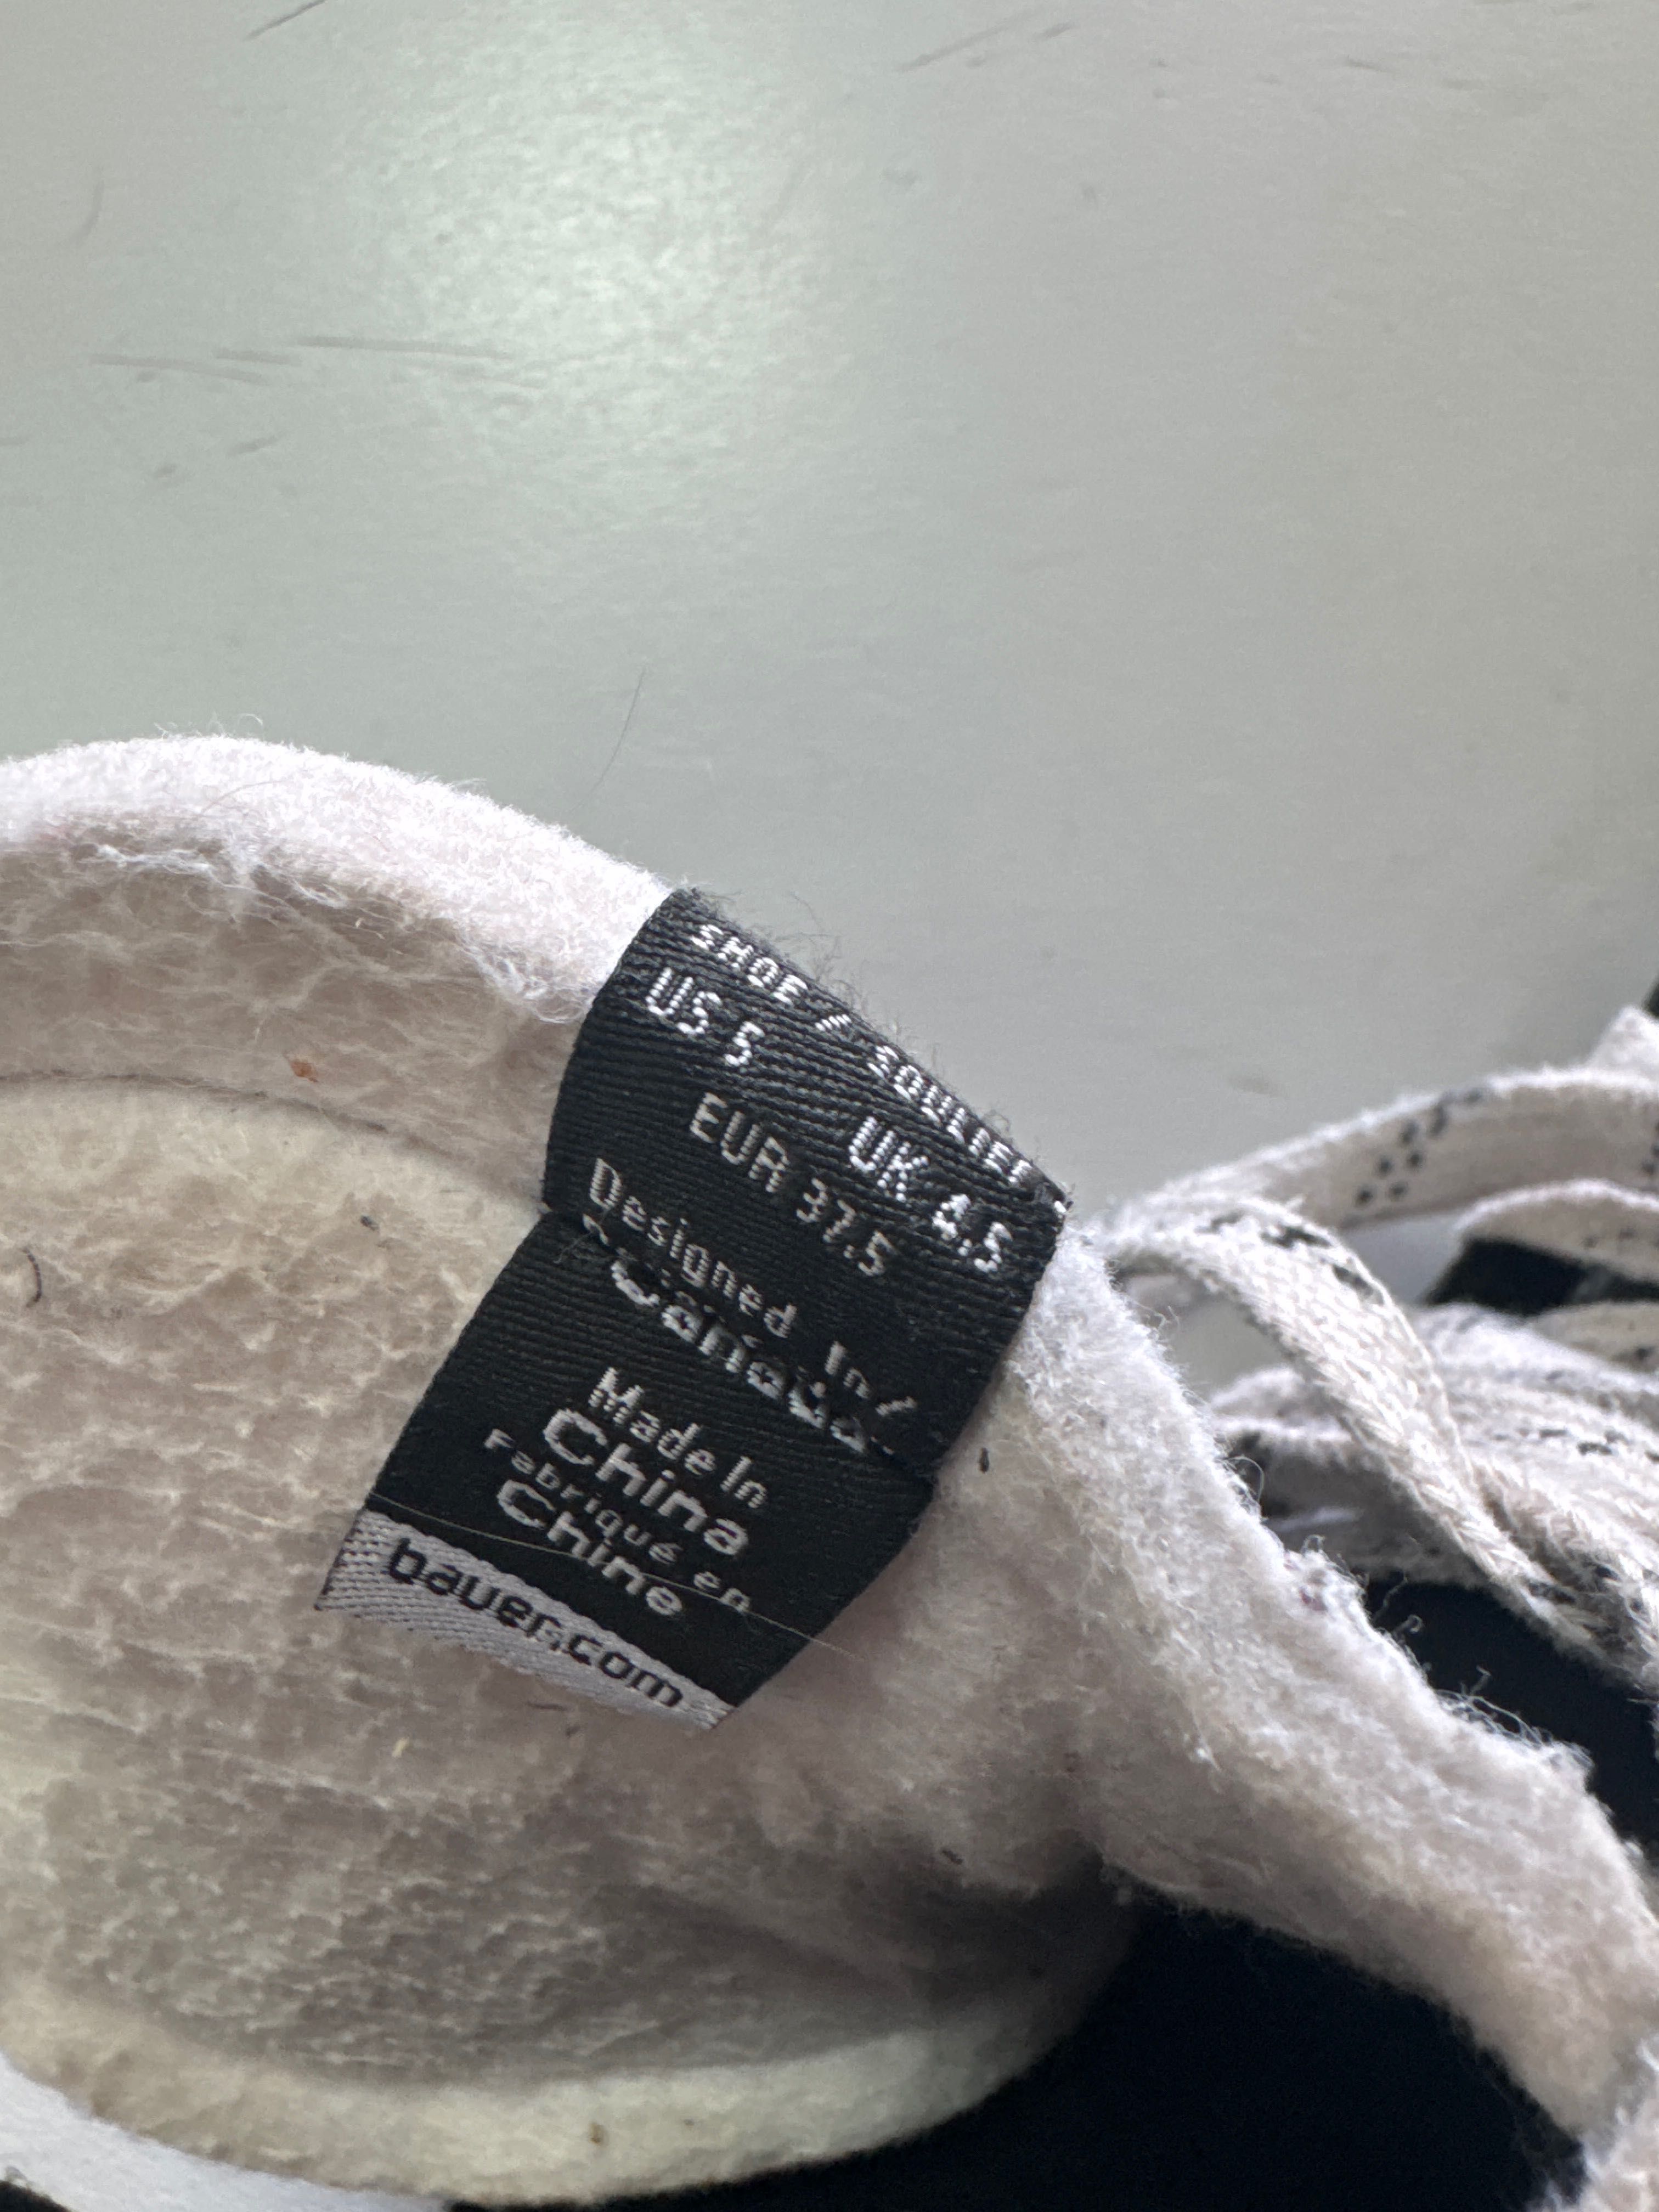 SHOE / SOULIER
US 5 UK 4.5
EUR 37.5
Designed In /
Canada
Made In
China
Fabriqué en
Chine
bauer.com